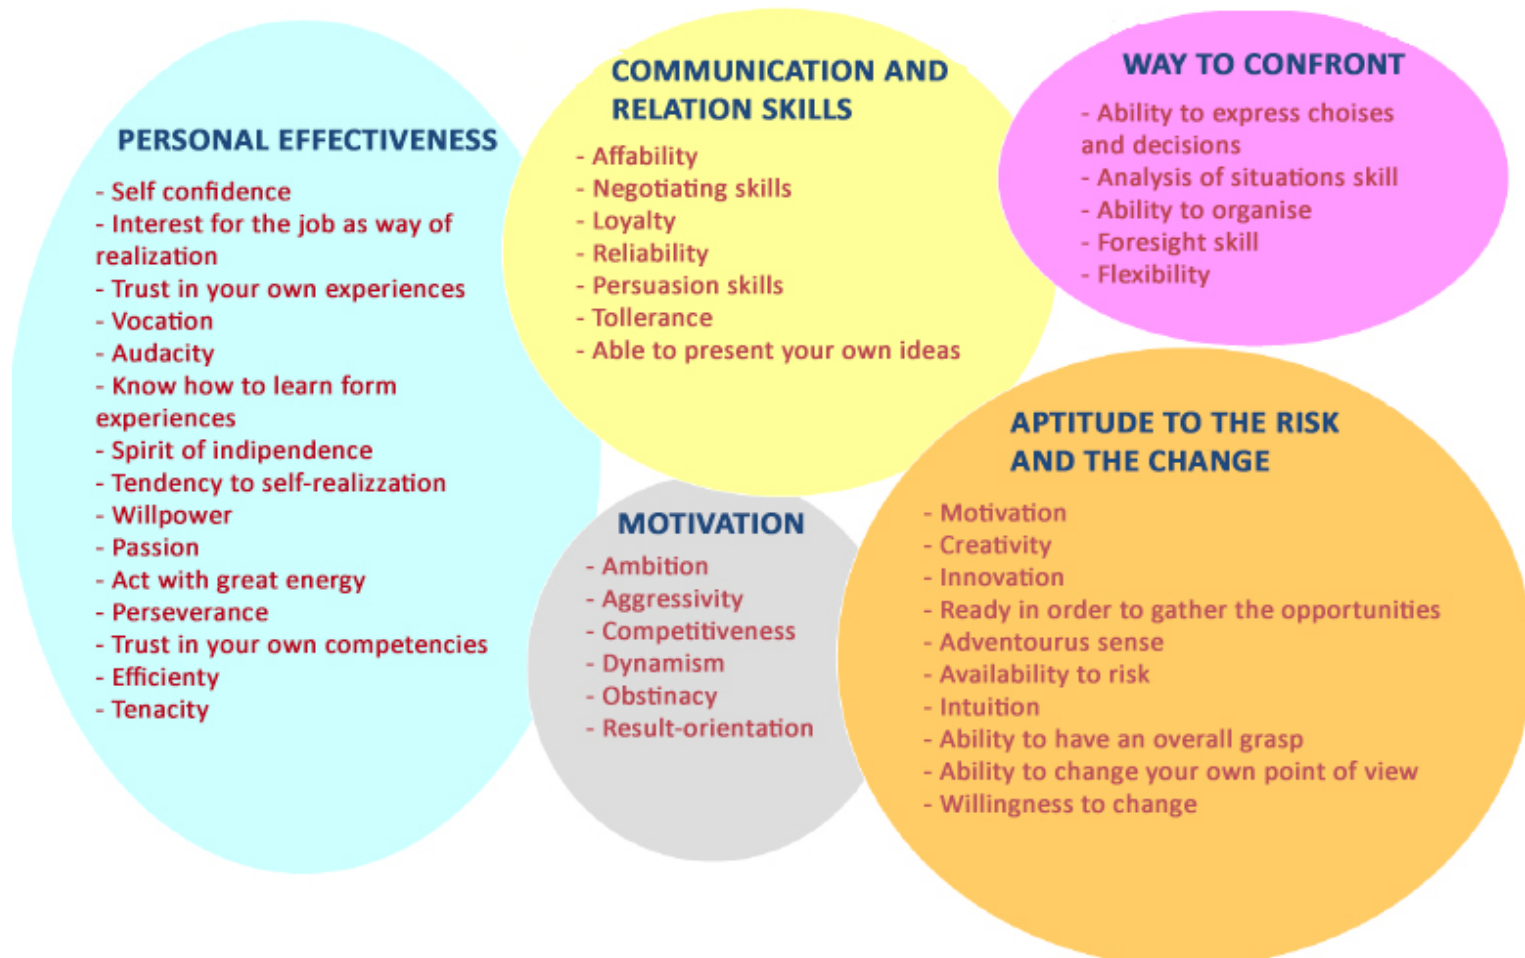 PERSONAL EFFECTIVENESS
- Self confidence
- Interest for the job as way of
realization
- Trust in your own experiences
- Vocation
- Audacity
- Know how to learn form
experiences
- Spirit of indipendence
- Tendency to self-realizzation
- Willpower
- Passion
- Act with great energy
- Perseverance
- Trust in your own competencies
- Efficienty
- Tenacity
COMMUNICATION AND
RELATION SKILLS
- Affability
- Negotiating skills
- Loyalty
- Reliability
- Persuasion skills
- Tollerance
- Able to present your own ideas
WAY TO CONFRONT
- Ability to express choises
and decisions
- Analysis of situations skill
- Ability to organise
- Foresight skill
- Flexibility
MOTIVATION
- Ambition
- Aggressivity
- Competitiveness
- Dynamism
- Obstinacy
- Result-orientation
APTITUDE TO THE RISK
AND THE CHANGE
- Motivation
- Creativity
- Innovation
- Ready in order to gather the opportunities
- Adventourus sense
- Availability to risk
- Intuition
- Ability to have an overall grasp
- Ability to change your own point of view
- Willingness to change